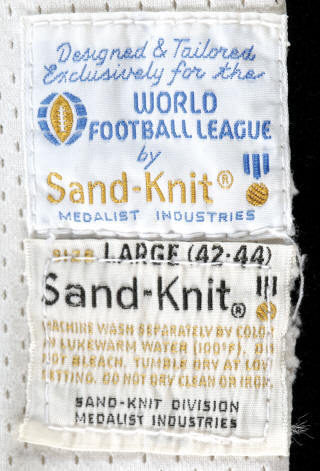 Designed & Tailored
Exclusively for the
WORLD
FOOTBALL LEAGUE
by
Sand-Knit®
MEDALIST INDUSTRIES
SIZE LARGE (42-44)
Sand-Knit®
MACHINE WASH SEPARATELY BY COLO
IN LUKEWARM WATER (100°F).
NOT BLEACH. TUMBLE DRY AT LOW
SETTING. DO NOT DRY CLEAN OR IRON.
SAND-KNIT DIVISION
MEDALIST INDUSTRIES